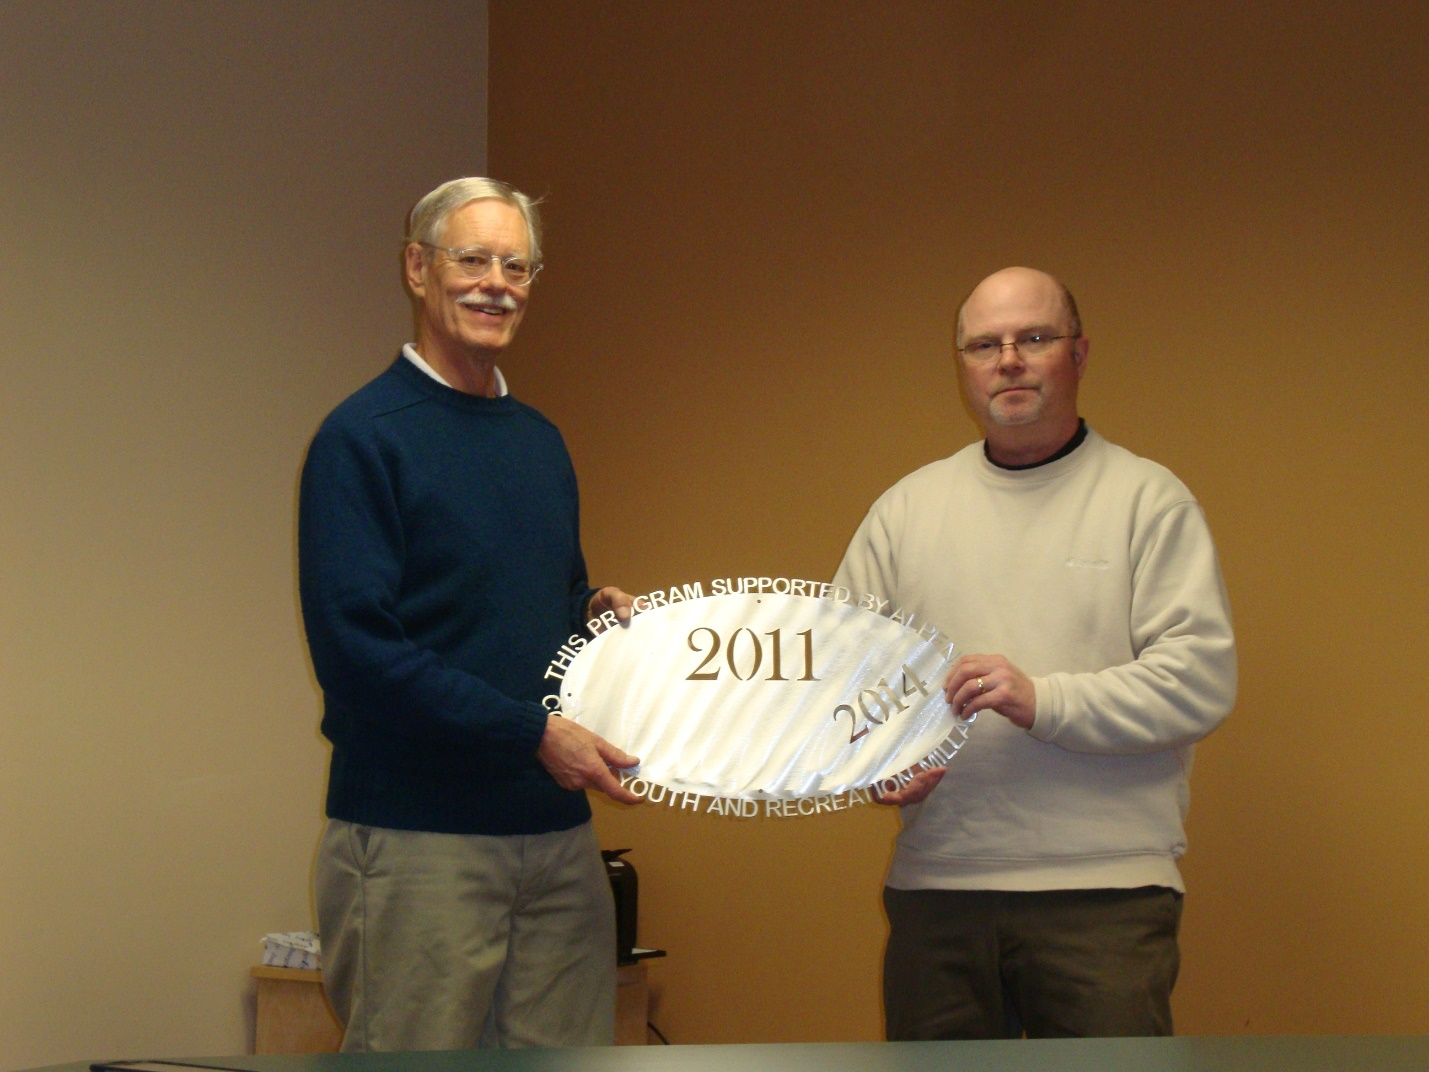 THIS PROGRAM SUPPORTED BY
2011
2014
YOUTH AND RECREATION